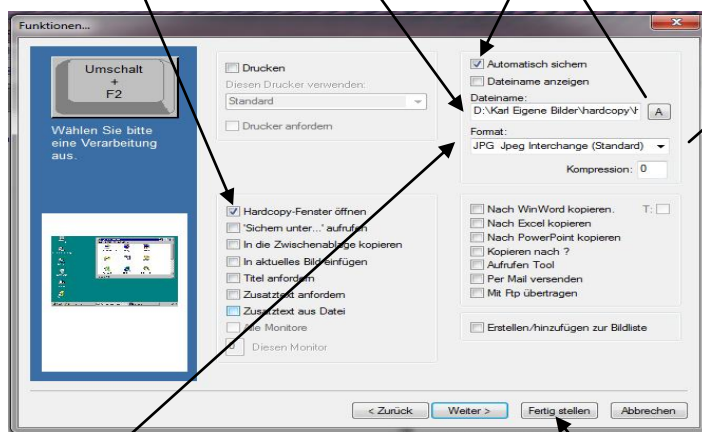 Funktionen...
Umschalt
+
F2
Wählen Sie bitte
eine Verarbeitung
aus.
Drucken
Diesen Drucker verwenden:
Standard
Drucker anfordern
Automatisch sichern
Dateiname anzeigen
Dateiname:
D:\Karl Eigene Bilder\hardcopy\
A
Format:
JPG Jpeg Interchange (Standard)
Kompression: 0
Hardcopy-Fenster öffnen
'Sichern unter...' aufrufen
In die Zwischenablage kopieren
In aktuelles Bild einfügen
Titel anfordern
Zusatztext anfordern
Zusatztext aus Datei
Alle Monitore
Diesen Monitor
Nach WinWord kopieren. T:
Nach Excel kopieren
Nach PowerPoint kopieren
Kopieren nach ?
Aufrufen Tool
Per Mail versenden
Mit Ftp übertragen
Erstellen/hinzufügen zur Bildliste
< Zurück
Weiter >
Fertig stellen
Abbrechen